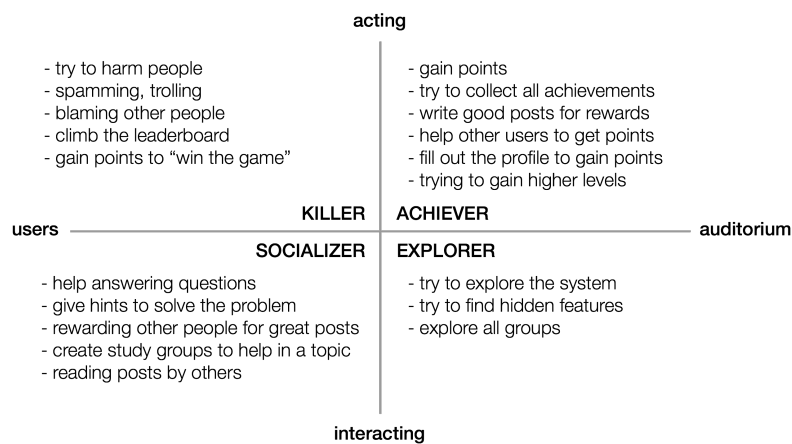 acting
- try to harm people
- spamming, trolling
- blaming other people
- climb the leaderboard
- gain points to “win the game”
- gain points
- try to collect all achievements
- write good posts for rewards
- help other users to get points
- fill out the profile to gain points
- trying to gain higher levels
KILLER
ACHIEVER
users
auditorium
SOCIALIZER
EXPLORER
- help answering questions
- give hints to solve the problem
- rewarding other people for great posts
- create study groups to help in a topic
- reading posts by others
- try to explore the system
- try to find hidden features
- explore all groups
interacting